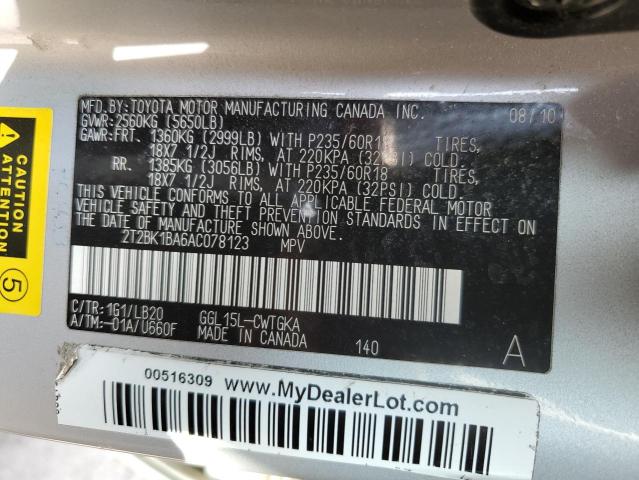 MFD.BY:TOYOTA MOTOR MANUFACTURING CANADA INC. 08/10
GVWR:2560KG (5650LB)
GAWR:FRT. 1360KG (2999LB) WITH P235/60R18 TIRES,
18X7 1/2J RIMS, AT 220KPA (32PSI) COLD.
RR. 1385KG (3056LB) WITH P235/60R18 TIRES,
18X7 1/2J RIMS, AT 220KPA (32PSI) COLD.
THIS VEHICLE CONFORMS TO ALL APPLICABLE FEDERAL MOTOR
VEHICLE SAFETY AND THEFT PREVENTION STANDARDS IN EFFECT ON
THE DATE OF MANUFACTURE SHOWN ABOVE.
2T2BK1BA6AC078123 MPV
C/TR:1G1/LB20 GGL15L-CWTGKA
A/TM:-01A/U660F MADE IN CANADA 140 A
5
00516309 www.MyDealerLot.com